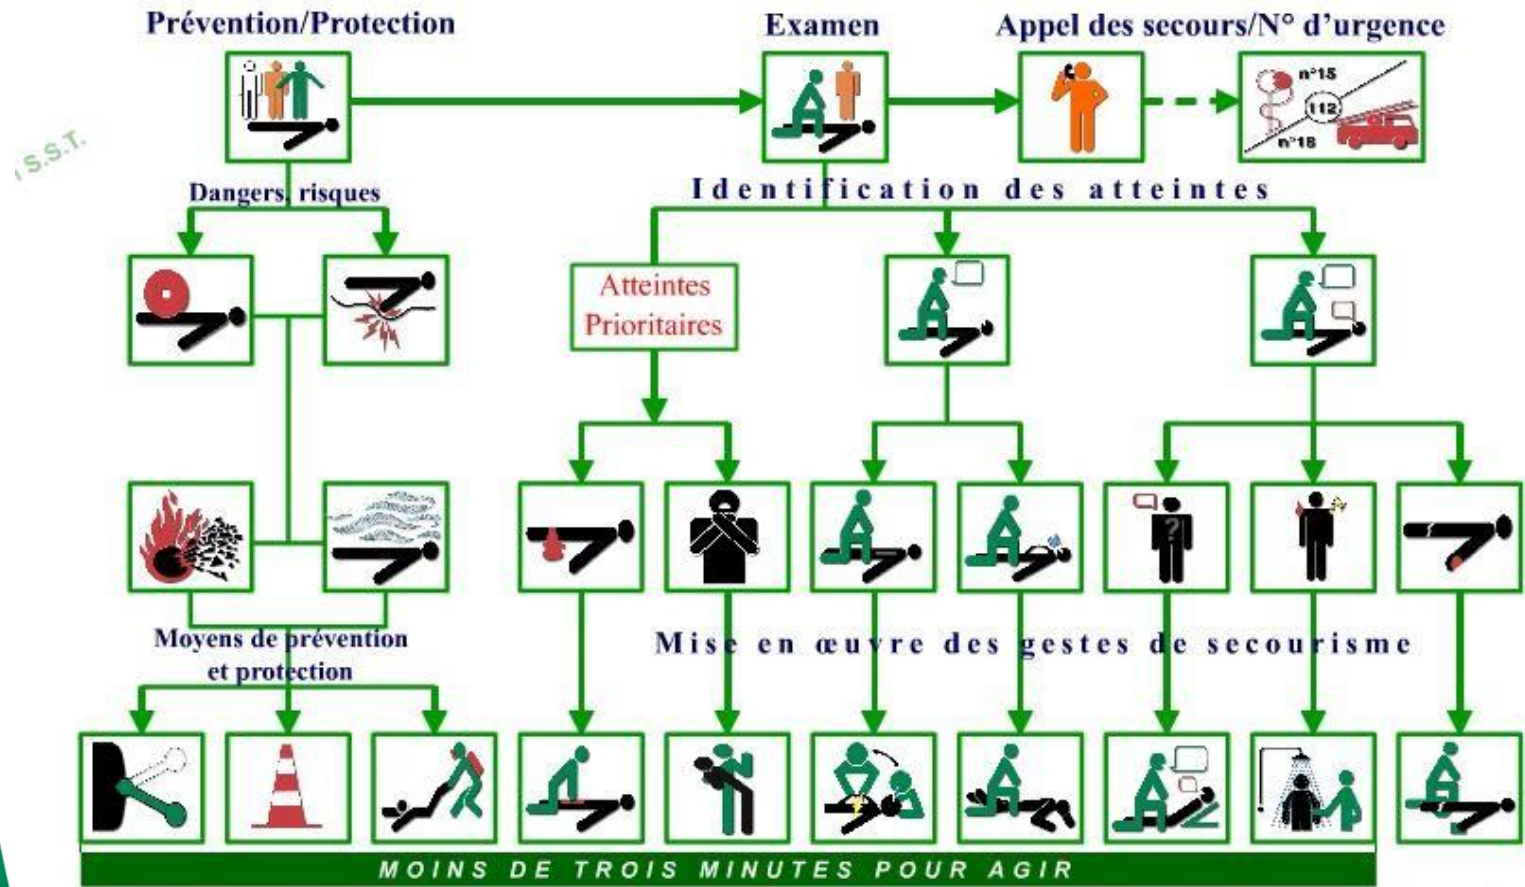 Prévention/Protection
Examen
Appel des secours/N° d'urgence
n°15
112
n°18
S.S.T.
Dangers, risques
Identification des atteintes
Atteintes
Prioritaires
?
Moyens de prévention
et protection
Mise en œuvre des gestes de secourisme
MOINS DE TROIS MINUTES POUR AGIR